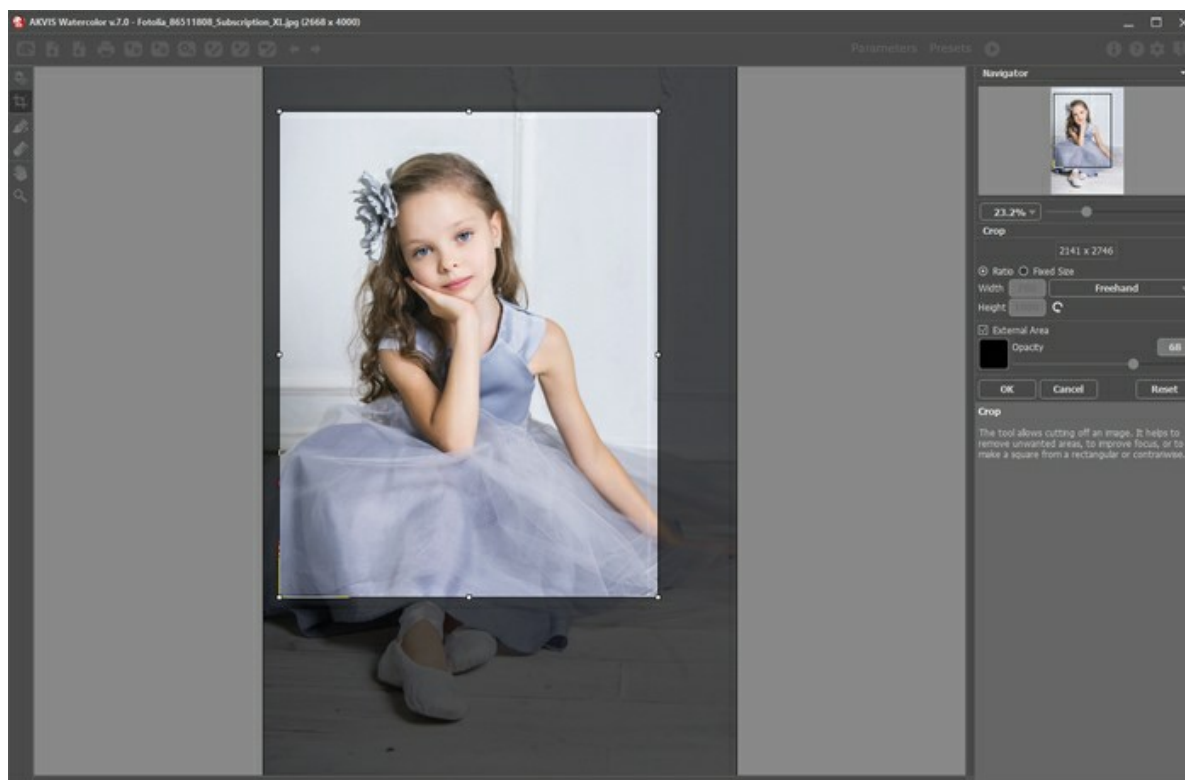 AKVIS Watercolor v.7.0 - Fotolia_86511808_Subscription_XL.jpg (2668 x 4000)
Parameters Presets
Navigator
23.2%
Crop
2141 x 2746
Ratio Fixed Size
Width Freehand
Height
External Area
Opacity 68
OK Cancel Reset
Crop
The tool allows cutting off an image. It helps to
remove unwanted areas, to improve focus, or to
make a square from a rectangular or contrariwise.